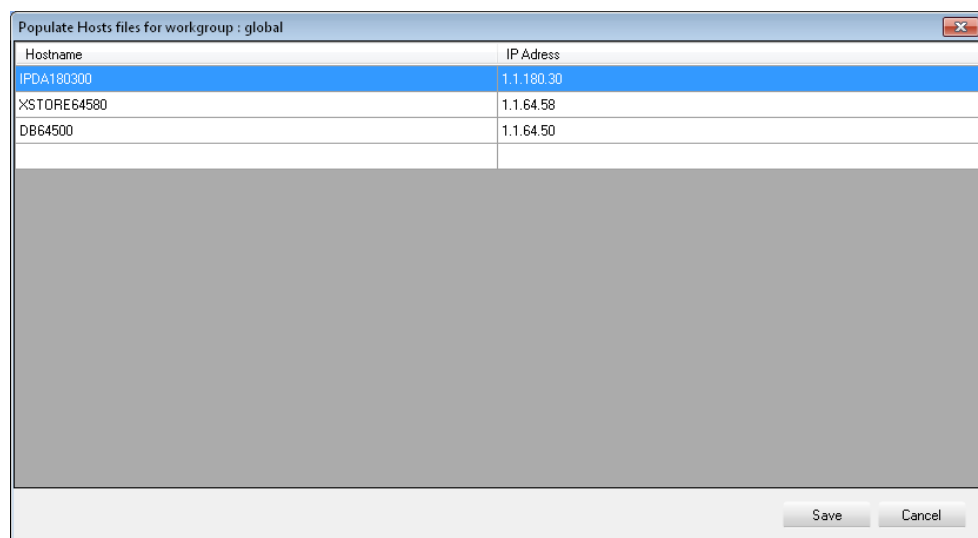 Populate Hosts files for workgroup : global
Hostname IP Adress
IPDA180300 1.1.180.30
XSTORE64580 1.1.64.58
DB64500 1.1.64.50
Save Cancel